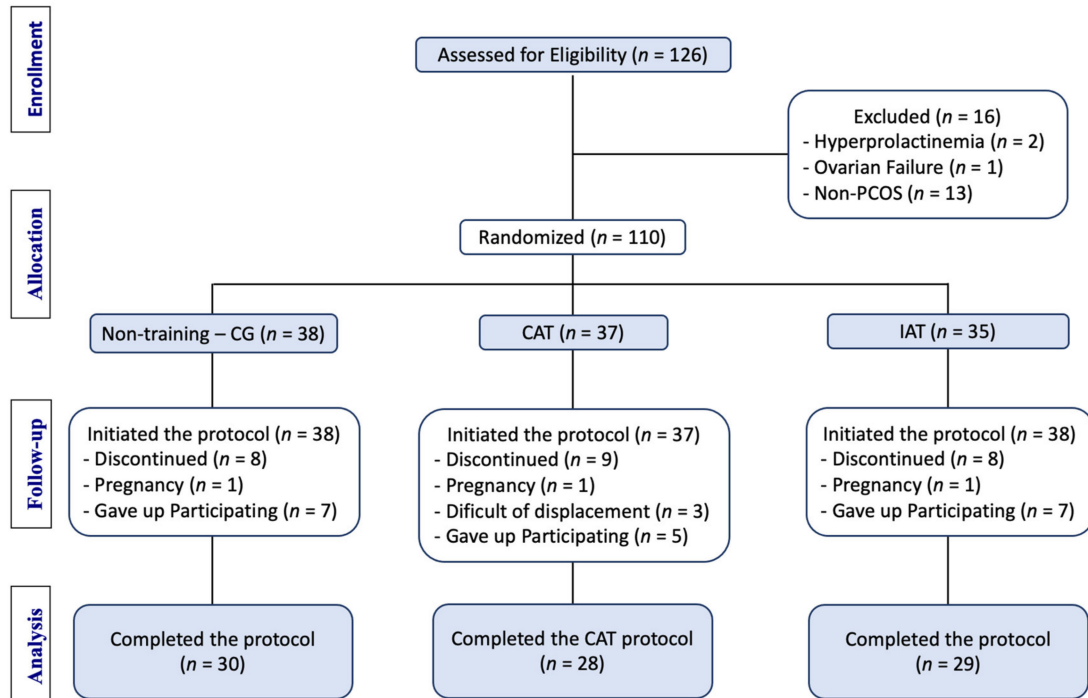 Enrollment
Assessed for Eligibility (n = 126)
Excluded (n = 16)
- Hyperprolactinemia (n = 2)
- Ovarian Failure (n = 1)
- Non-PCOS (n = 13)
Allocation
Randomized (n = 110)
Non-training – CG (n = 38)
CAT (n = 37)
IAT (n = 35)
Follow-up
Initiated the protocol (n = 38)
- Discontinued (n = 8)
- Pregnancy (n = 1)
- Gave up Participating (n = 7)
Initiated the protocol (n = 37)
- Discontinued (n = 9)
- Pregnancy (n = 1)
- Dificult of displacement (n = 3)
- Gave up Participating (n = 5)
Initiated the protocol (n = 38)
- Discontinued (n = 8)
- Pregnancy (n = 1)
- Gave up Participating (n = 7)
Analysis
Completed the protocol
(n = 30)
Completed the CAT protocol
(n = 28)
Completed the protocol
(n = 29)